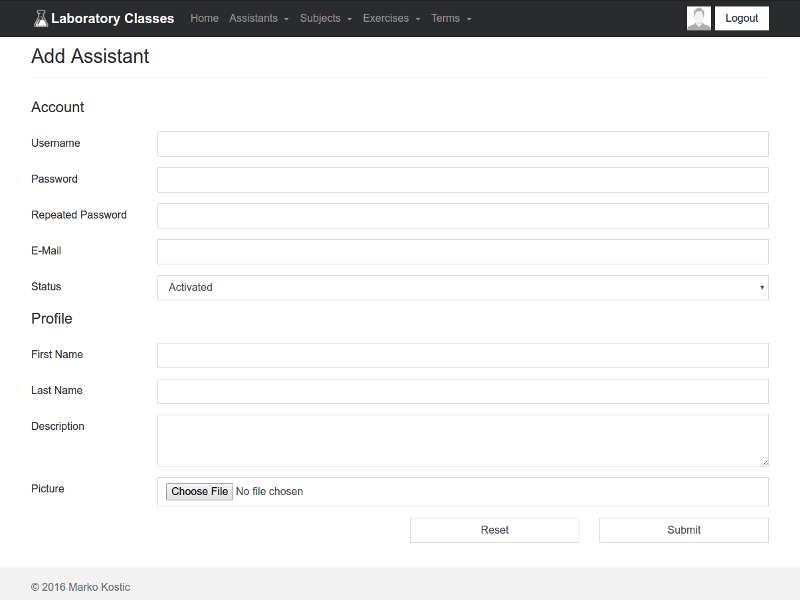 Laboratory Classes Home Assistants Subjects Exercises Terms Logout
Add Assistant
Account
Username
Password
Repeated Password
E-Mail
Status Activated
Profile
First Name
Last Name
Description
Picture Choose File No file chosen
Reset Submit
© 2016 Marko Kostic